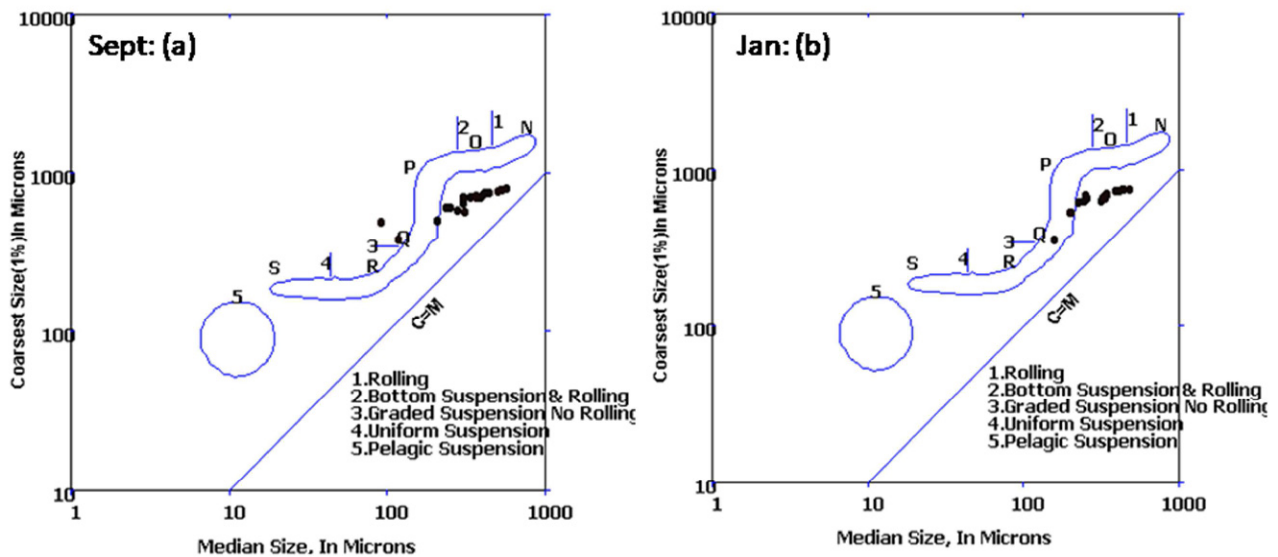 Sept: (a)
10000
1000
100
10
1
10
100
1000
Coarsest Size(1%)In Microns
Median Size, In Microns
N
1
O
2
P
Q
3
R
4
S
5
C=M
1.Rolling
2.Bottom Suspension & Rolling
3.Graded Suspension No Rolling
4.Uniform Suspension
5.Pelagic Suspension
Jan: (b)
10000
1000
100
10
1
10
100
1000
Coarsest Size(1%)In Microns
Median Size, In Microns
N
1
O
2
P
Q
3
R
4
S
5
C=M
1.Rolling
2.Bottom Suspension & Rolling
3.Graded Suspension No Rolling
4.Uniform Suspension
5.Pelagic Suspension